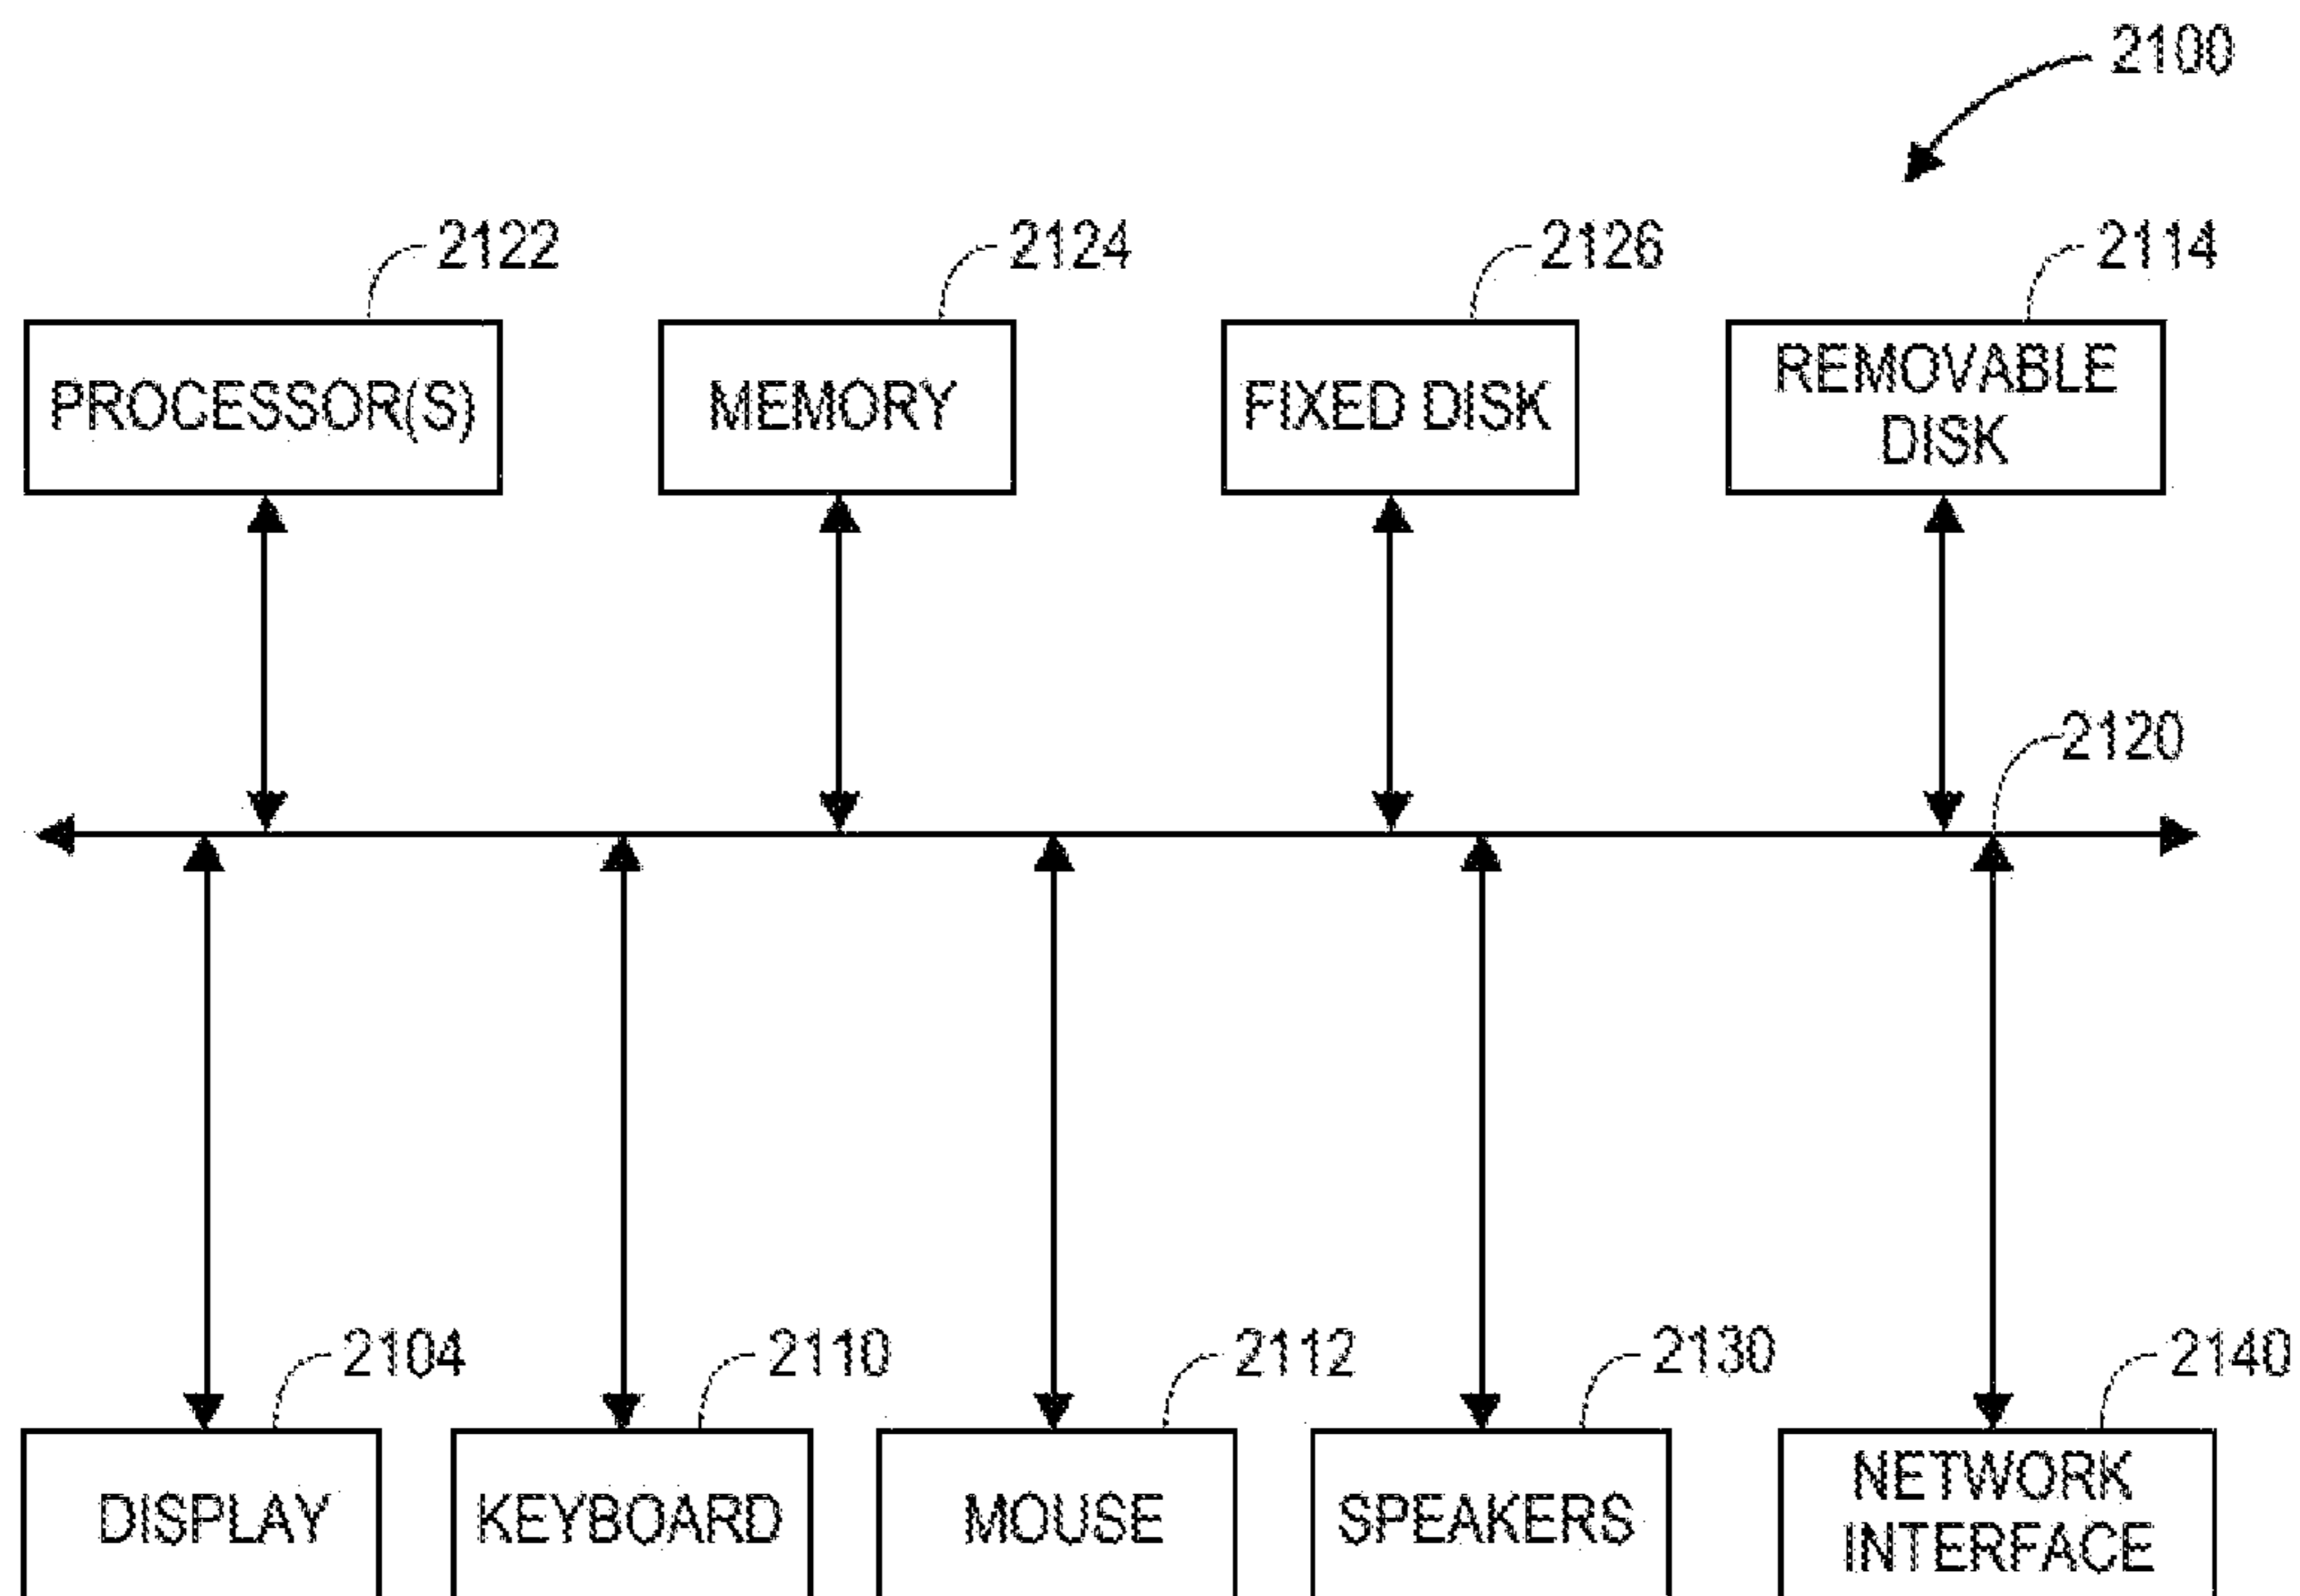 2100
2122
2124
2126
2114
PROCESSOR(S)
MEMORY
FIXED DISK
REMOVABLE
DISK
2120
2104
2110
2112
2130
2140
DISPLAY
KEYBOARD
MOUSE
SPEAKERS
NETWORK
INTERFACE